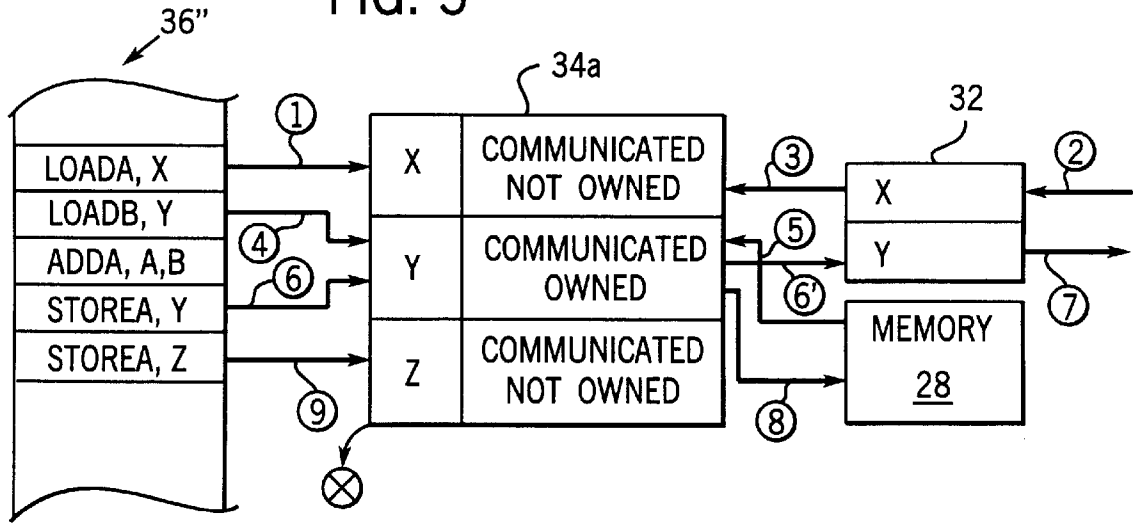 FIG. 5
36"
34a
32
LOADA, X
LOADB, Y
ADDA, A,B
STOREA, Y
STOREA, Z
1
4
6
9
X
COMMUNICATED
NOT OWNED
Y
COMMUNICATED
OWNED
Z
COMMUNICATED
NOT OWNED
3
5
6'
8
X
Y
2
7
MEMORY
28